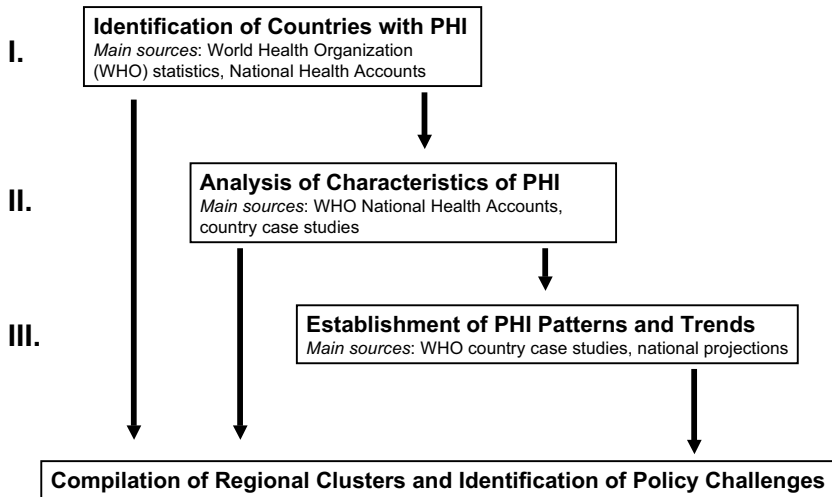 I.
Identification of Countries with PHI
Main sources: World Health Organization
(WHO) statistics, National Health Accounts
II.
Analysis of Characteristics of PHI
Main sources: WHO National Health Accounts,
country case studies
III.
Establishment of PHI Patterns and Trends
Main sources: WHO country case studies, national projections
Compilation of Regional Clusters and Identification of Policy Challenges